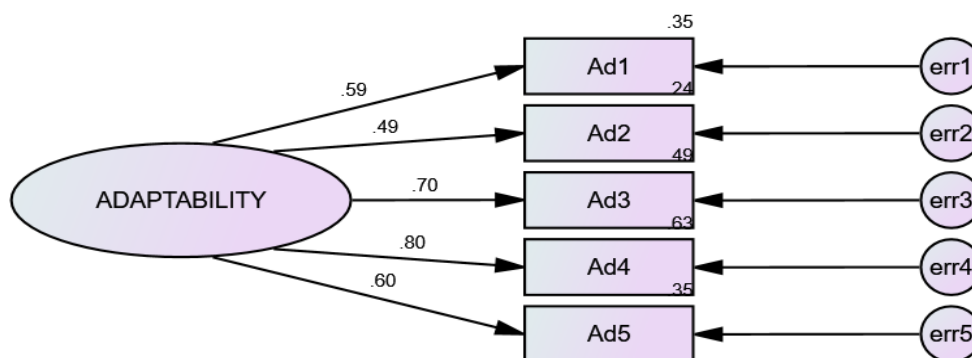 .35
.59
Ad1
err1
.24
.49
Ad2
err2
.49
ADAPTABILITY
.70
Ad3
err3
.63
.80
Ad4
err4
.35
.60
Ad5
err5